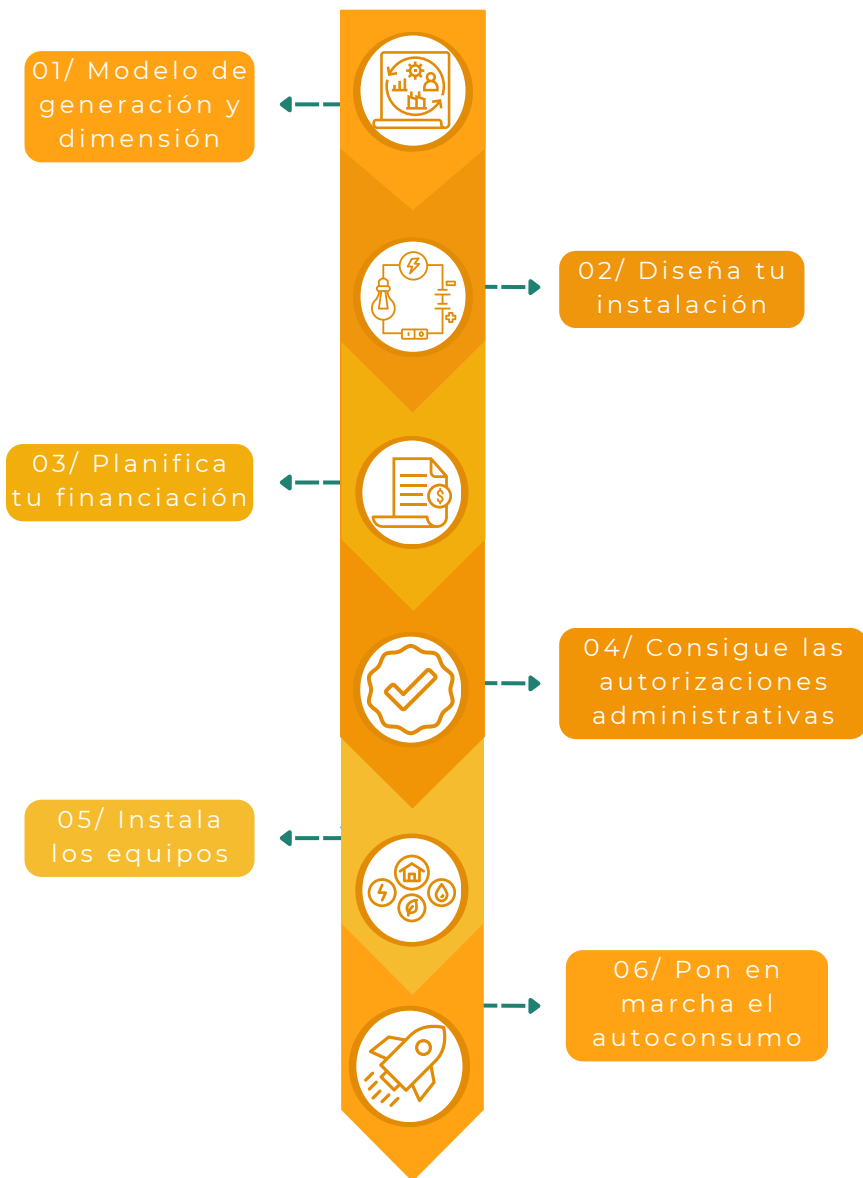 01/ Modelo de
generación y
dimensión
02/ Diseña tu
instalación
03/ Planifica
tu financiación
04/ Consigue las
autorizaciones
administrativas
05/ Instala
los equipos
06/ Pon en
marcha el
autoconsumo